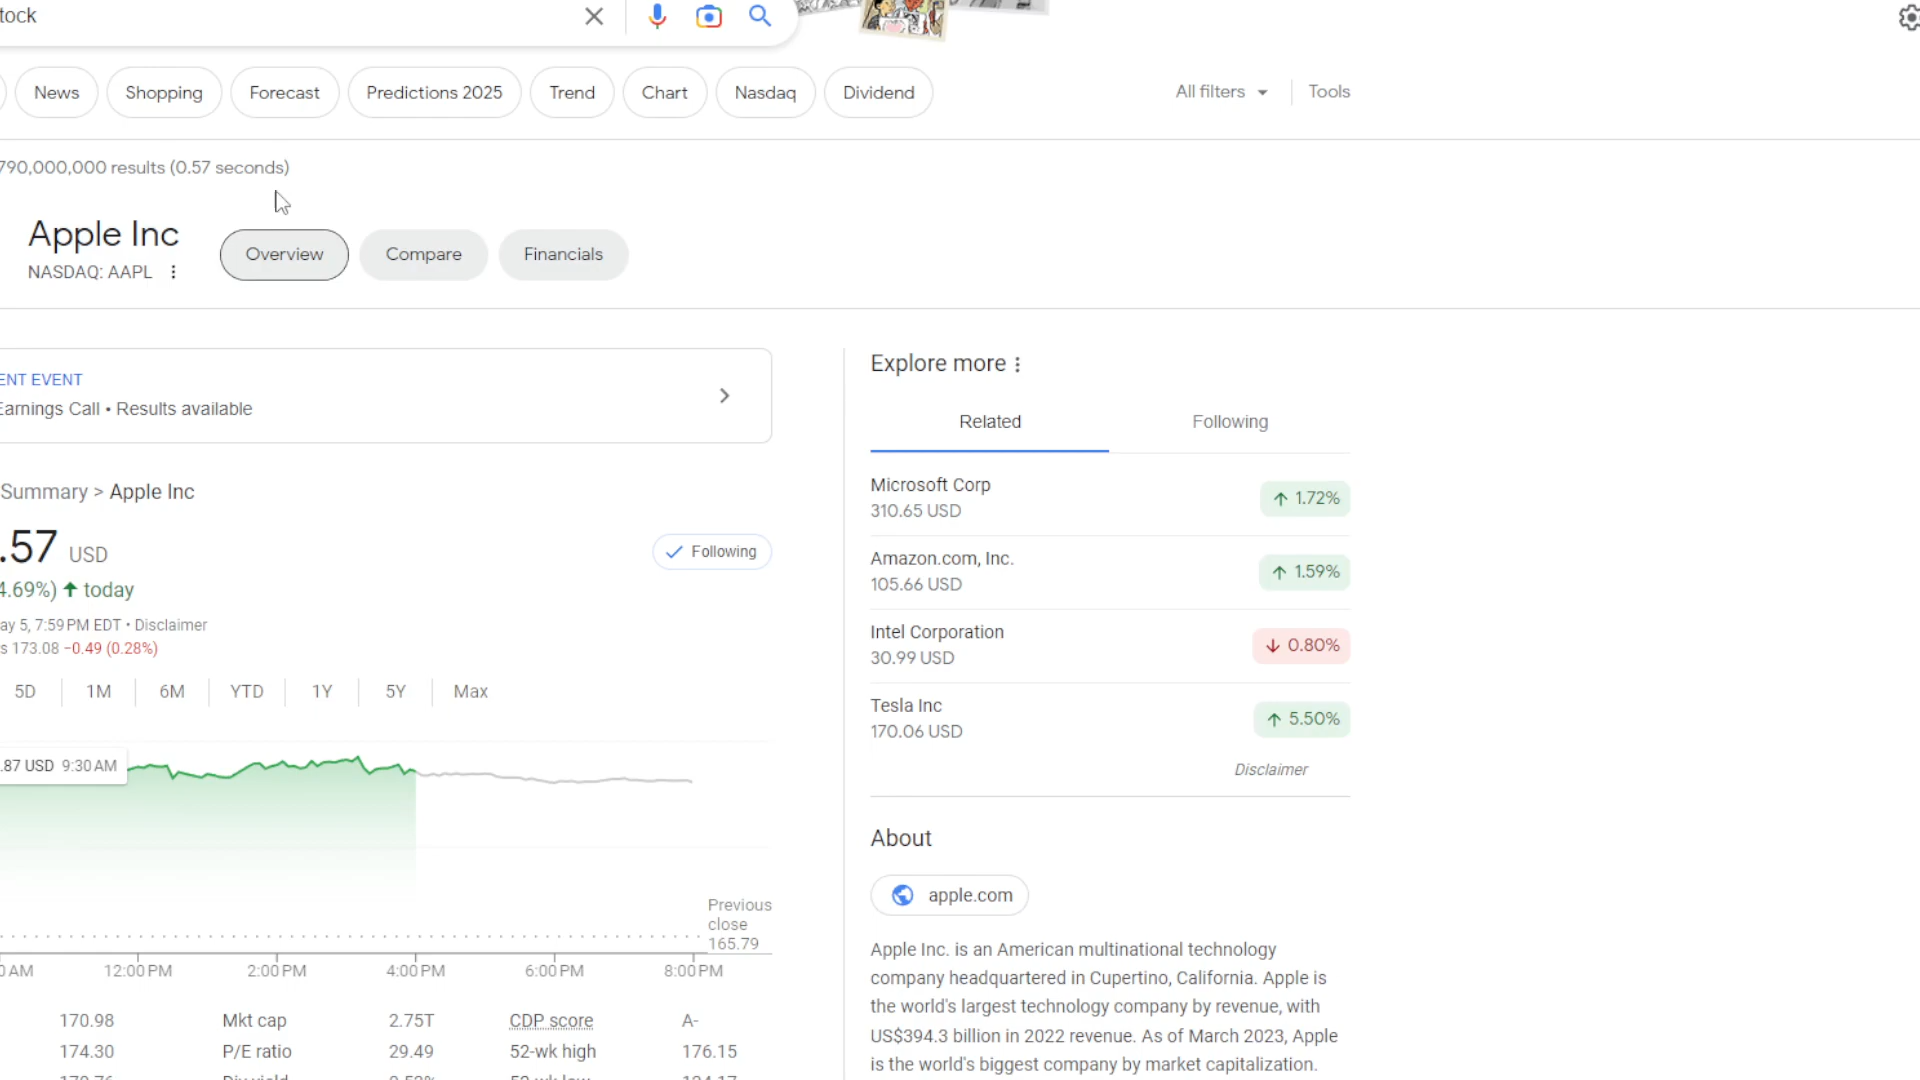 tock
News Shopping Forecast Predictions 2025 Trend Chart Nasdaq Dividend All filters Tools
790,000,000 results (0.57 seconds)
Apple Inc
NASDAQ: AAPL
Overview Compare Financials
ENT EVENT
Earnings Call • Results available
Summary > Apple Inc
.57 USD
Following
4.69%) today
ay 5, 7:59 PM EDT • Disclaimer
s 173.08 −0.49 (0.28%)
5D 1M 6M YTD 1Y 5Y Max
.87 USD 9:30 AM
Previous
close
165.79
0 AM 12:00 PM 2:00 PM 4:00 PM 6:00 PM 8:00 PM
170.98 Mkt cap 2.75T CDP score A-
174.30 P/E ratio 29.49 52-wk high 176.15
Explore more
Related Following
Microsoft Corp
310.65 USD
1.72%
Amazon.com, Inc.
105.66 USD
1.59%
Intel Corporation
30.99 USD
0.80%
Tesla Inc
170.06 USD
5.50%
Disclaimer
About
apple.com
Apple Inc. is an American multinational technology
company headquartered in Cupertino, California. Apple is
the world's largest technology company by revenue, with
US$394.3 billion in 2022 revenue. As of March 2023, Apple
is the world's biggest company by market capitalization.